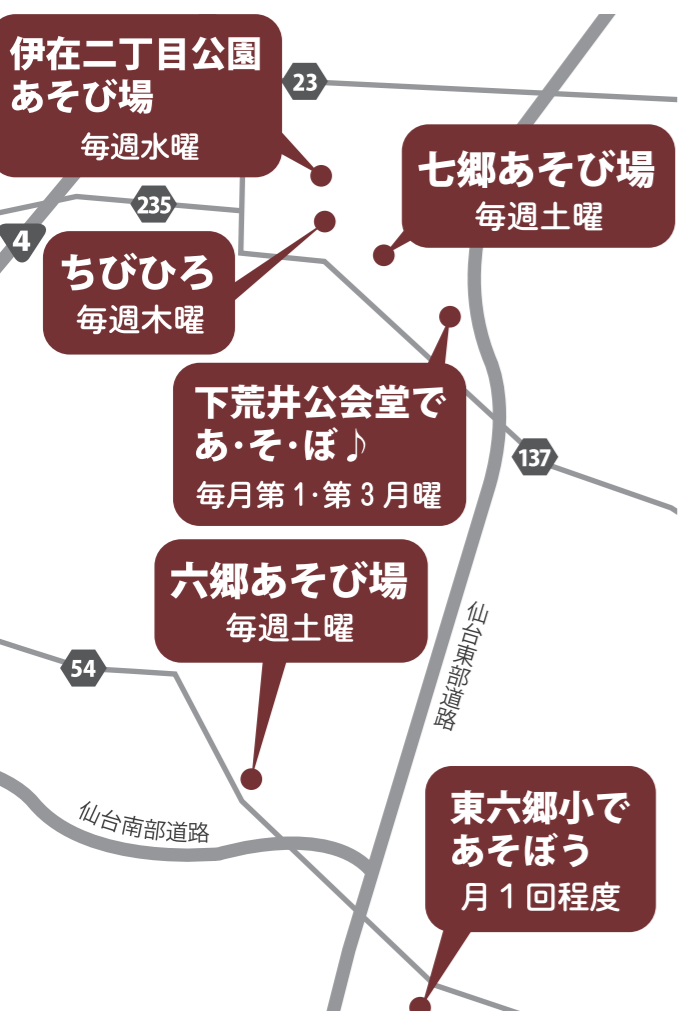 伊在二丁目公園
あそび場
毎週水曜
23
七郷あそび場
毎週土曜
235
4
ちびひろ
毎週木曜
下荒井公会堂で
あ・そ・ぼ♪
毎月第1・第3月曜
137
六郷あそび場
毎週土曜
仙台東部道路
54
仙台南部道路
東六郷小で
あそぼう
月1回程度